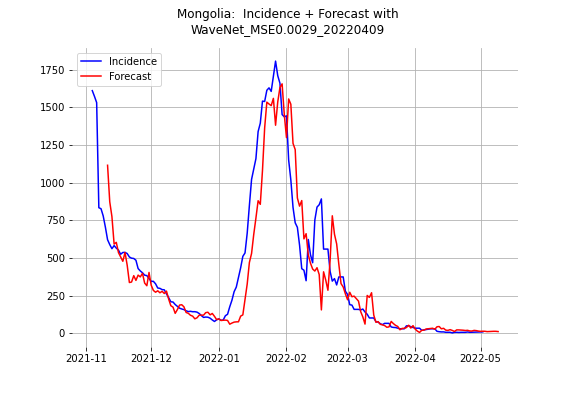 Mongolia:  Incidence + Forecast with
WaveNet_MSE0.0029_20220409
Incidence
Forecast
1750
1500
1250
1000
750
500
250
0
2021-11 2021-12 2022-01 2022-02 2022-03 2022-04 2022-05